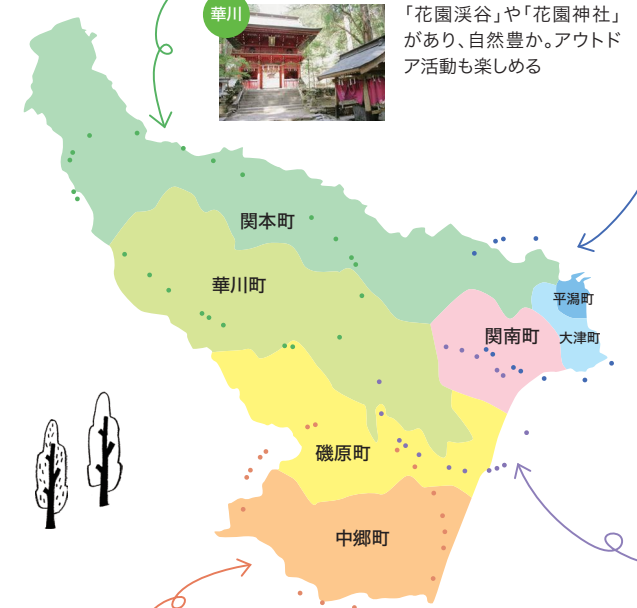 華川
「花園渓谷」や「花園神社」
があり、自然豊か。アウトド
ア活動も楽しめる
関本町
華川町
平潟町
関南町
大津町
磯原町
中郷町